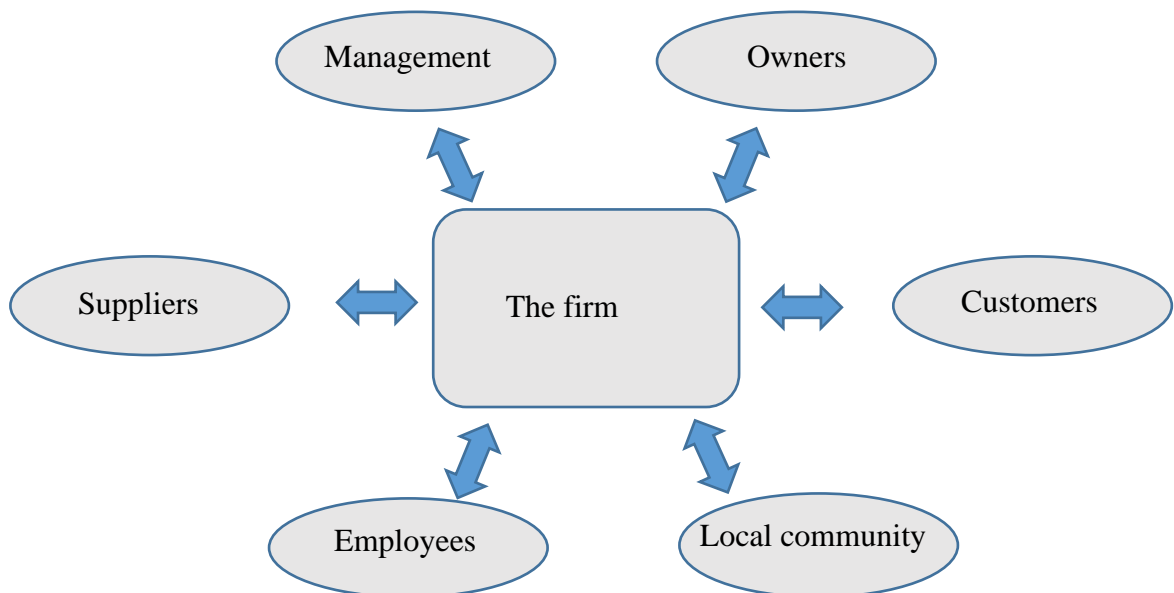 Management
Owners
Suppliers
The firm
Customers
Employees
Local community